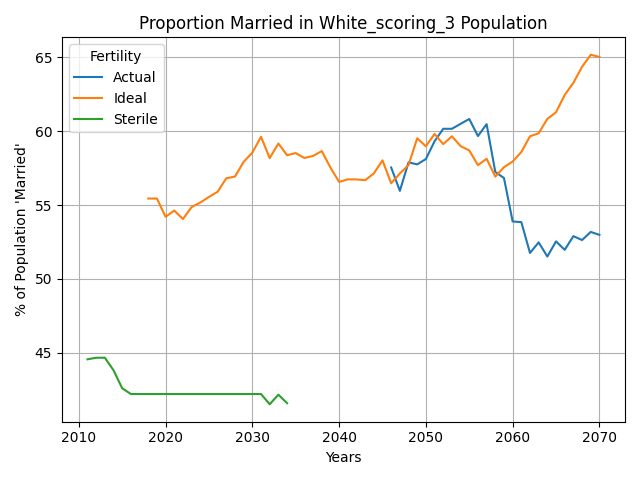 Proportion Married in White_scoring_3 Population
Fertility
Actual
Ideal
Sterile
% of Population 'Married'
65
60
55
50
45
2010 2020 2030 2040 2050 2060 2070
Years